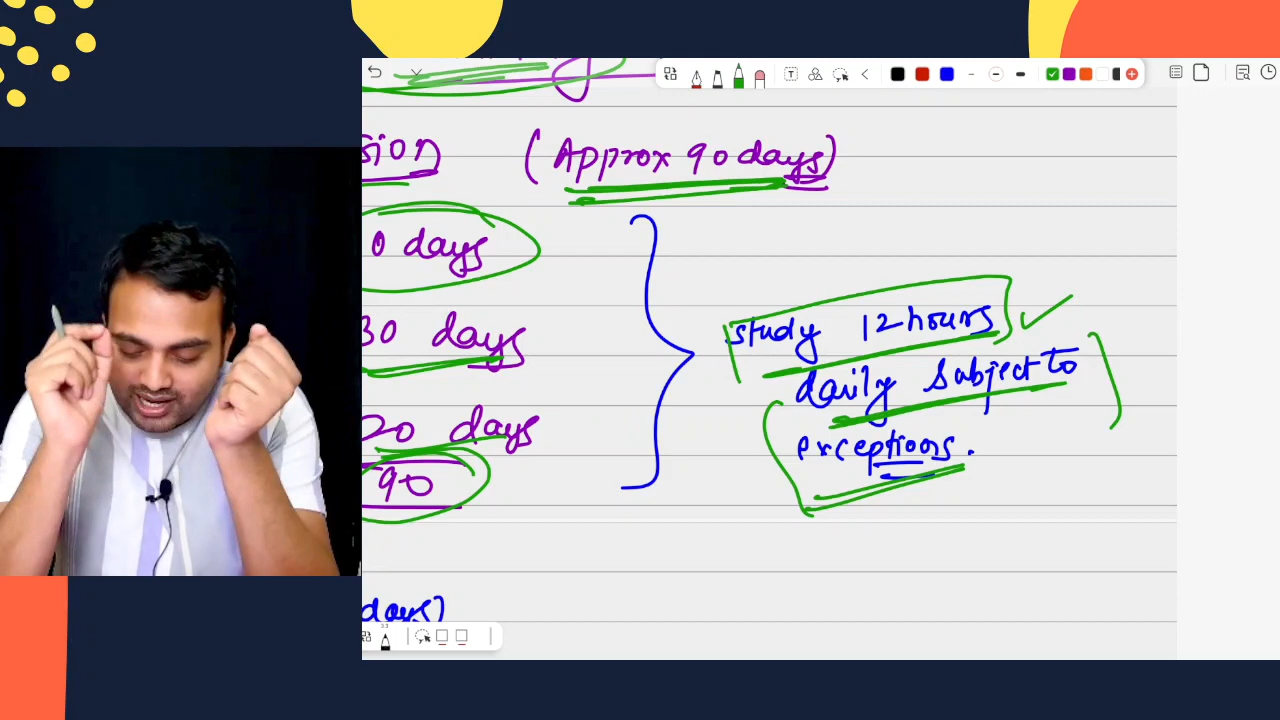 sion (Approx 90 days)
0 days
30 days
study 12 hours
daily subject to
20 days
exceptions.
90
days)